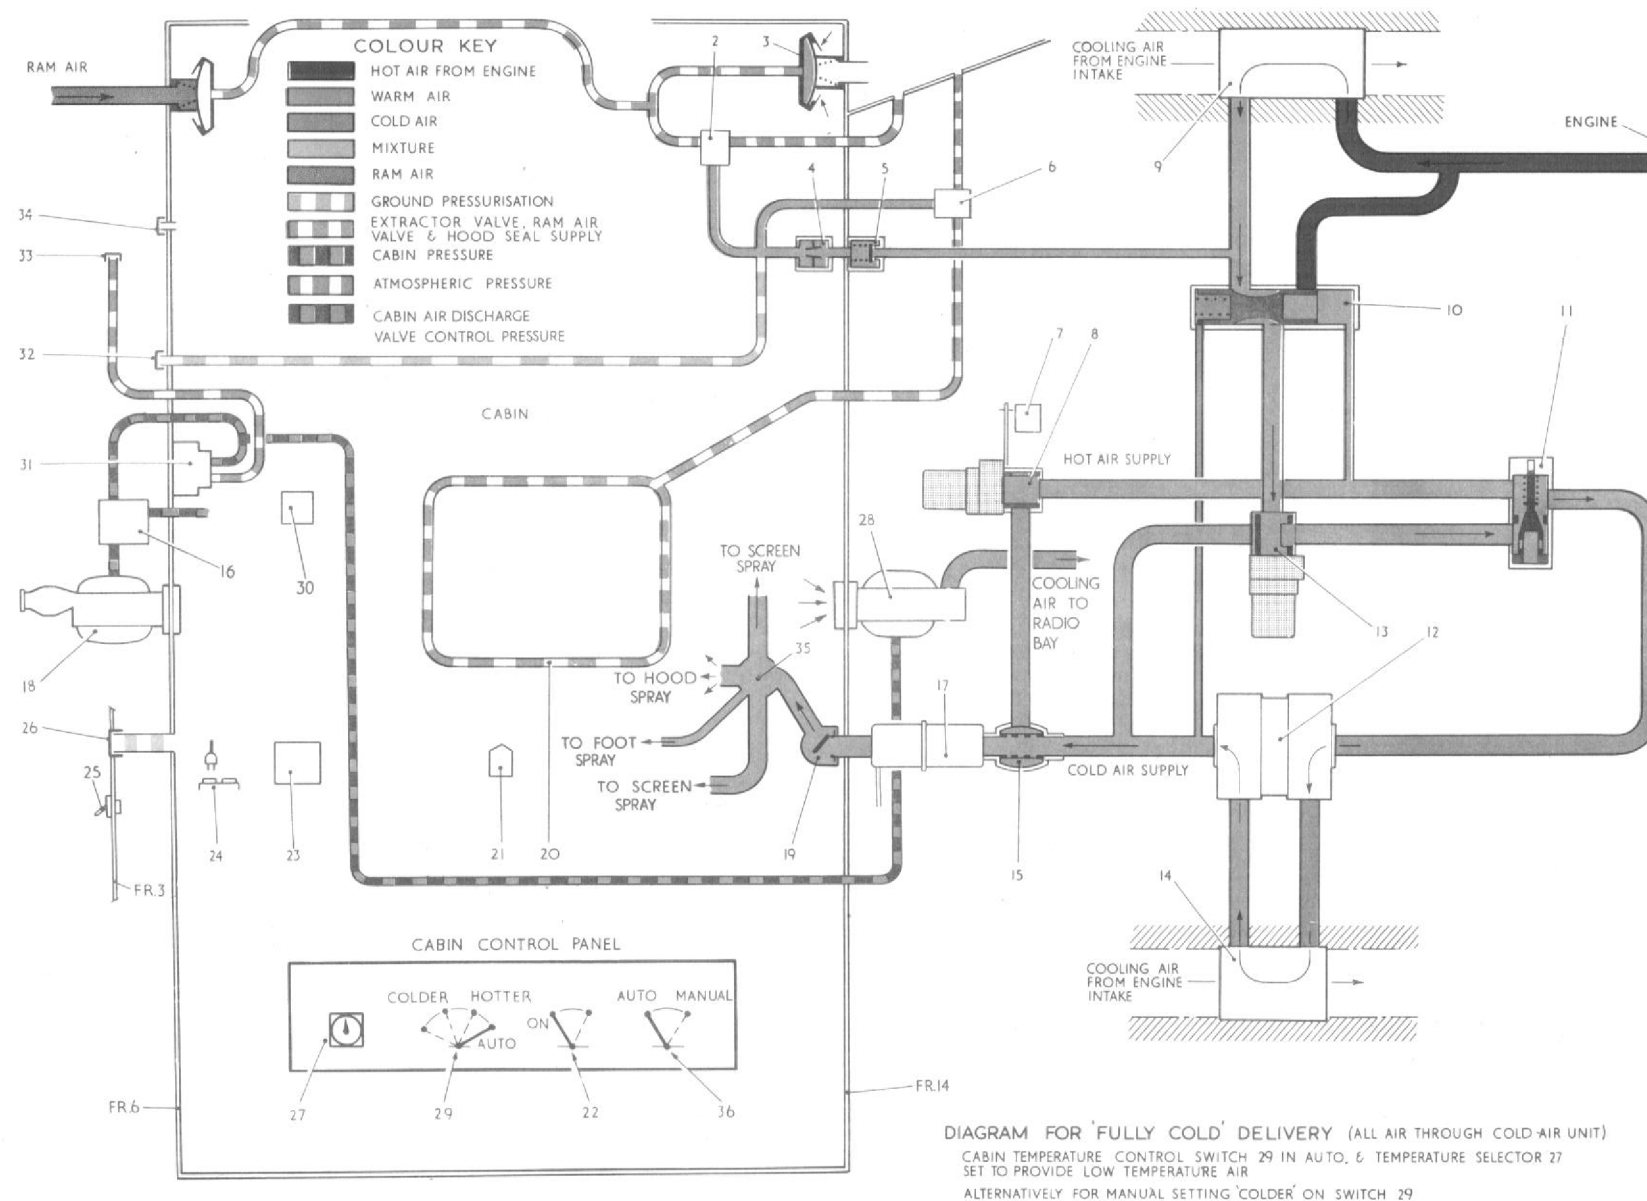 COLOUR KEY
HOT AIR FROM ENGINE
WARM AIR
COLD AIR
MIXTURE
RAM AIR
GROUND PRESSURISATION
EXTRACTOR VALVE, RAM AIR
VALVE & HOOD SEAL SUPPLY
CABIN PRESSURE
ATMOSPHERIC PRESSURE
CABIN AIR DISCHARGE
VALVE CONTROL PRESSURE
RAM AIR
2
3
COOLING AIR
FROM ENGINE
INTAKE
ENGINE
9
4
5
6
34
33
32
10
11
7
8
CABIN
31
HOT AIR SUPPLY
16
30
28
TO SCREEN
SPRAY
COOLING
AIR TO
RADIO
BAY
13
12
18
35
TO HOOD
SPRAY
17
26
TO FOOT
SPRAY
COLD AIR SUPPLY
25
TO SCREEN
SPRAY
24
23
21
20
19
15
14
FR.3
CABIN CONTROL PANEL
COOLING AIR
FROM ENGINE
INTAKE
COLDER
HOTTER
AUTO
ON
AUTO
MANUAL
27
29
22
36
FR.6
FR.14
DIAGRAM FOR 'FULLY COLD' DELIVERY (ALL AIR THROUGH COLD AIR UNIT)
CABIN TEMPERATURE CONTROL SWITCH 29 IN AUTO, & TEMPERATURE SELECTOR 27
SET TO PROVIDE LOW TEMPERATURE AIR
ALTERNATIVELY FOR MANUAL SETTING 'COLDER' ON SWITCH 29